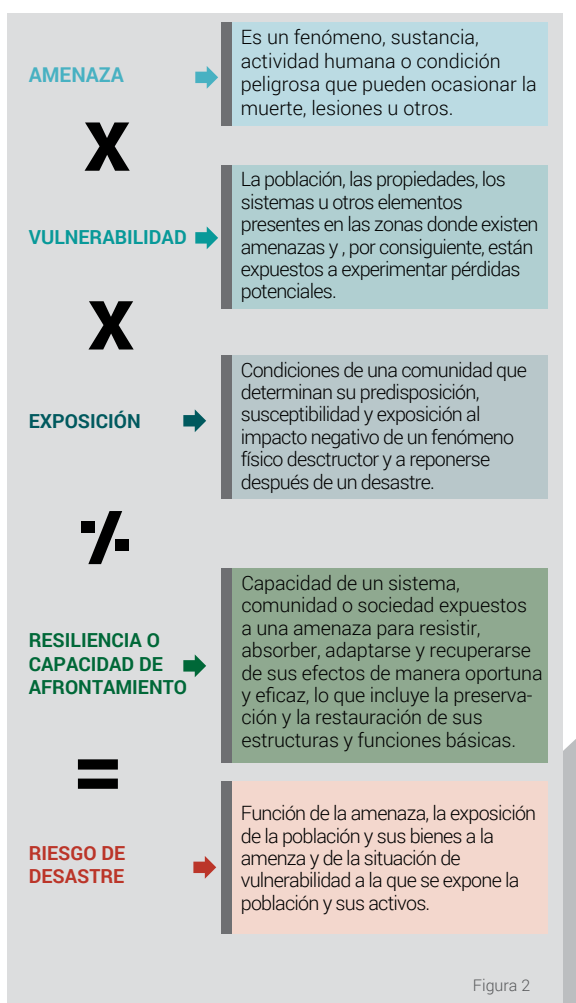 AMENAZA
Es un fenómeno, sustancia,
actividad humana o condición
peligrosa que pueden ocasionar la
muerte, lesiones u otros.
X
VULNERABILIDAD
La población, las propiedades, los
sistemas u otros elementos
presentes en las zonas donde existen
amenazas y , por consiguiente, están
expuestos a experimentar pérdidas
potenciales.
X
EXPOSICIÓN
Condiciones de una comunidad que
determinan su predisposición,
susceptibilidad y exposición al
impacto negativo de un fenómeno
físico desctructor y a reponerse
después de un desastre.
%
RESILIENCIA O
CAPACIDAD DE
AFRONTAMIENTO
Capacidad de un sistema,
comunidad o sociedad expuestos
a una amenaza para resistir,
absorber, adaptarse y recuperarse
de sus efectos de manera oportuna
y eficaz, lo que incluye la preserva-
ción y la restauración de sus
estructuras y funciones básicas.
=
RIESGO DE
DESASTRE
Función de la amenaza, la exposición
de la población y sus bienes a la
amenza y de la situación de
vulnerabilidad a la que se expone la
población y sus activos.
Figura 2